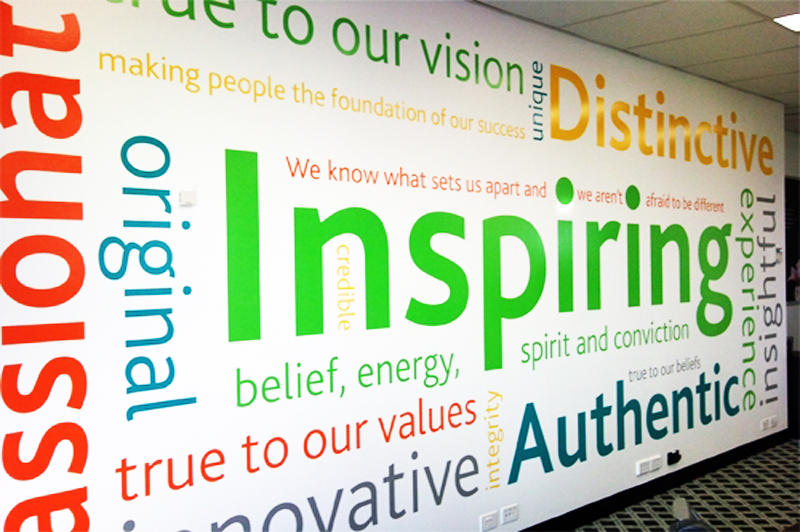 assionat
true to our vision
making people the foundation of our success
unique
Distinctive
original
We know what sets us apart and we aren't afraid to be different
Inspiring
credible
experience
insightful
belief, energy,
spirit and conviction
true to our beliefs
true to our values
integrity
Authentic
innovative